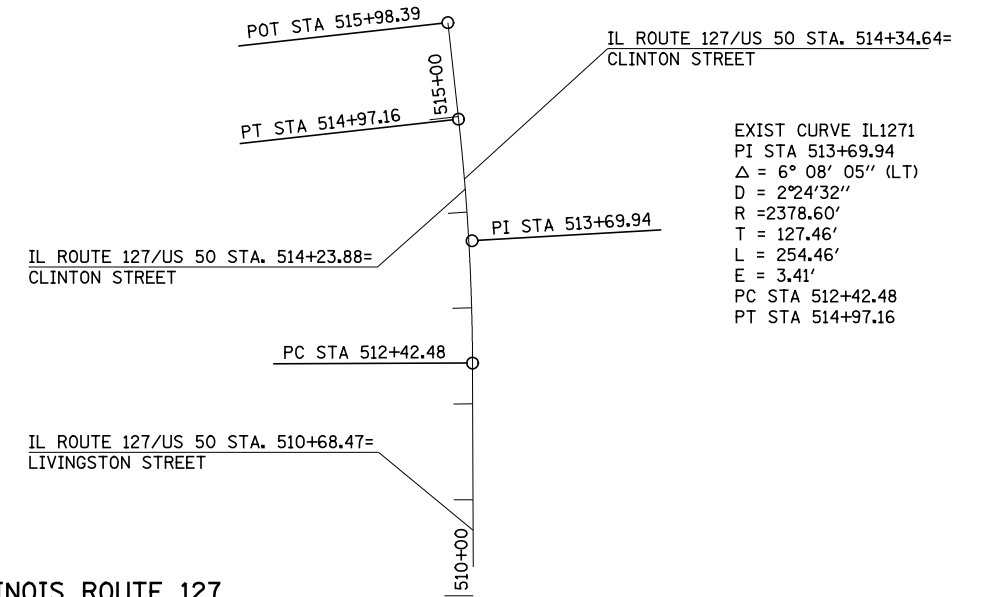 POT STA 515+98.39
IL ROUTE 127/US 50 STA. 514+34.64=
CLINTON STREET
515+00
PT STA 514+97.16
EXIST CURVE IL1271
PI STA 513+69.94
Δ = 6° 08' 05'' (LT)
D = 2°24'32''
R =2378.60'
T = 127.46'
L = 254.46'
E = 3.41'
PC STA 512+42.48
PT STA 514+97.16
PI STA 513+69.94
IL ROUTE 127/US 50 STA. 514+23.88=
CLINTON STREET
PC STA 512+42.48
IL ROUTE 127/US 50 STA. 510+68.47=
LIVINGSTON STREET
510+00
INOIS ROUTE 127